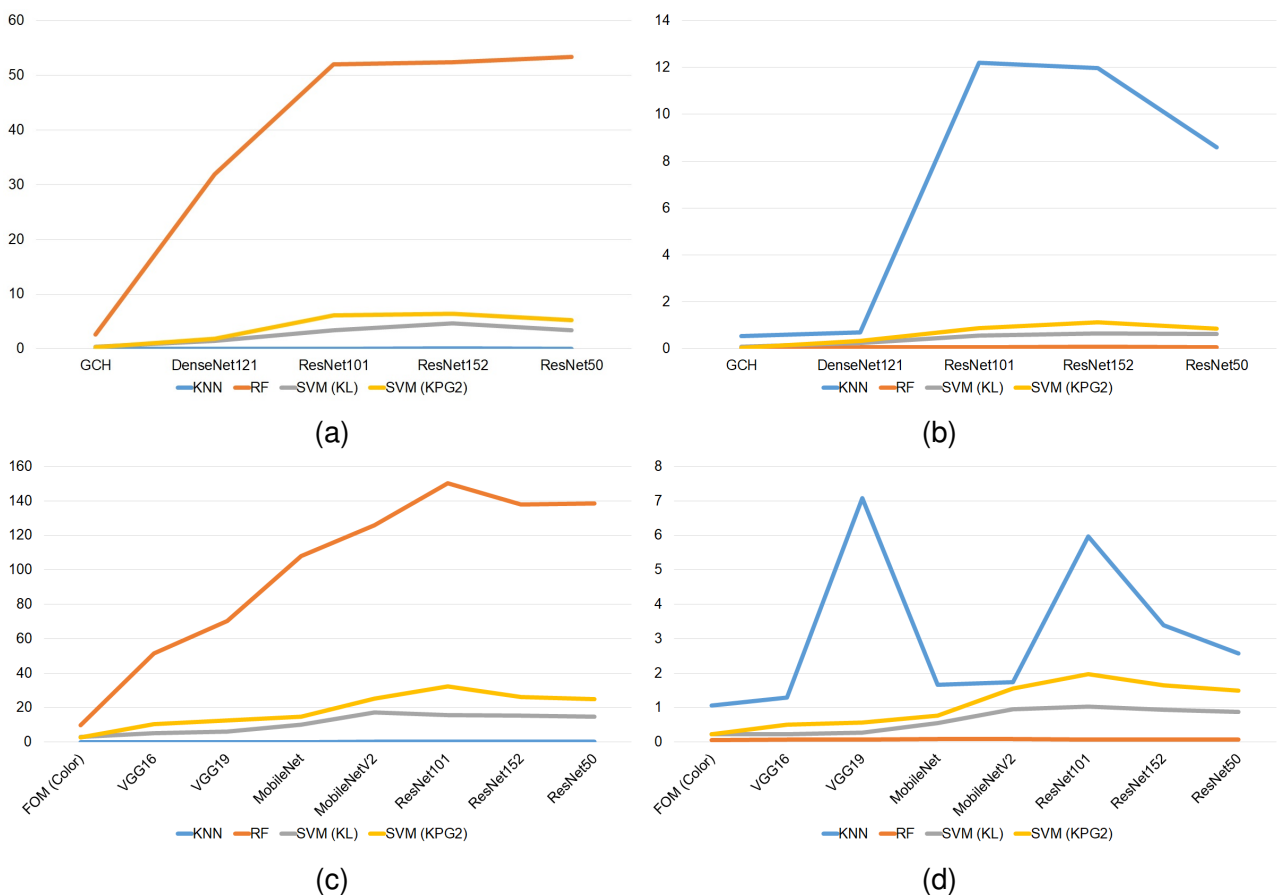 60
50
40
30
20
10
0
GCH DenseNet121 ResNet101 ResNet152 ResNet50
KNN RF SVM (KL) SVM (KPG2)
(a)
14
12
10
8
6
4
2
0
GCH DenseNet121 ResNet101 ResNet152 ResNet50
KNN RF SVM (KL) SVM (KPG2)
(b)
160
140
120
100
80
60
40
20
0
FOM (Color) VGG16 VGG19 MobileNet MobileNetV2 ResNet101 ResNet152 ResNet50
KNN RF SVM (KL) SVM (KPG2)
(c)
8
7
6
5
4
3
2
1
0
FOM (Color) VGG16 VGG19 MobileNet MobileNetV2 ResNet101 ResNet152 ResNet50
KNN RF SVM (KL) SVM (KPG2)
(d)